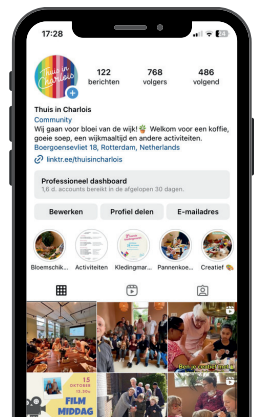 17:28
Thuis in Charlois
122
768
486
berichten
volgers
volgend
Thuis in Charlois
Community
Wij gaan voor bloei van de wijk! Welkom voor een koffie,
goeie soep, een wijkmaaltijd en andere activiteiten.
Boergoensevliet 18, Rotterdam, Netherlands
linktr.ee/thuisincharlois
Professioneel dashboard
1,6 d. accounts bereikt in de afgelopen 30 dagen.
Bewerken
Profiel delen
E-mailadres
Bloemschik...
Activiteiten
Kledingmar...
Pannenkoe...
Creatief
15
OCTOBER
FILM
MIDDAG